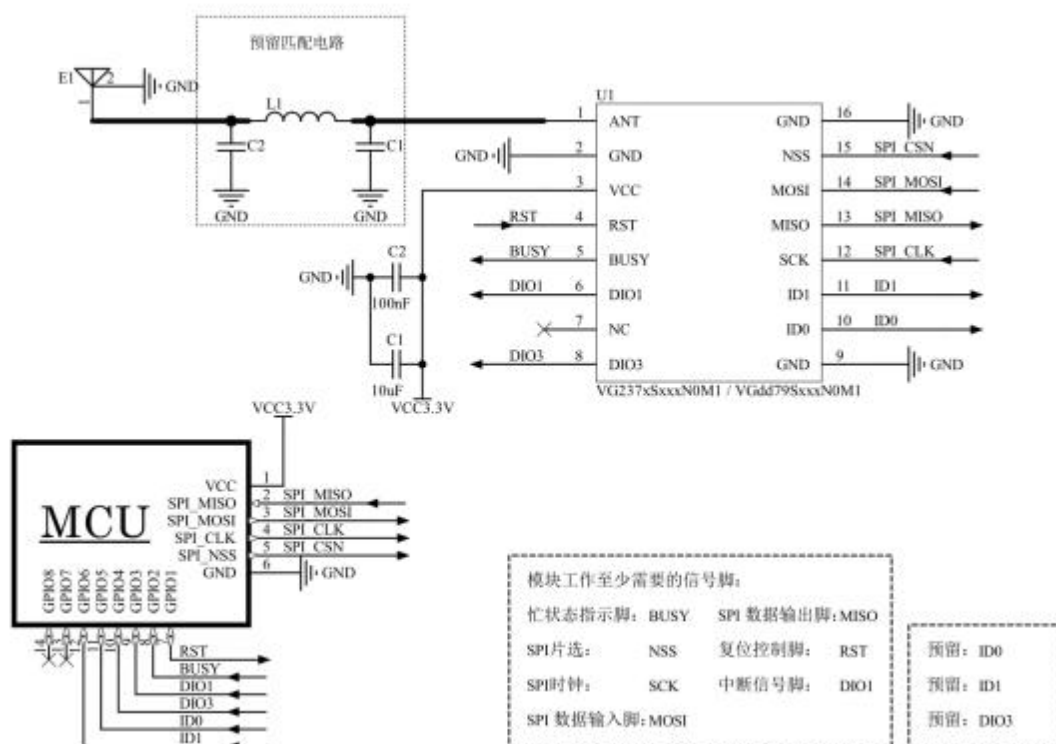 预留匹配电路
E1
2
GND
1
L1
C2
C1
GND
GND
U1
1 ANT
GND 2 GND
3 VCC
RST 4 RST
BUSY 5 BUSY
DIO1 6 DIO1
7 NC
DIO3 8 DIO3
GND 16 GND
NSS 15 SPI_CSN
MOSI 14 SPI_MOSI
MISO 13 SPI_MISO
SCK 12 SPI_CLK
ID1 11 ID1
ID0 10 ID0
GND 9 GND
VG237xSxxxN0M1 / VGdd79SxxxN0M1
GND
C2
100nF
C1
10uF
VCC3.3V
VCC3.3V
MCU
VCC 1
SPI_MISO 2 SPI_MISO
SPI_MOSI 3 SPI_MOSI
SPI_CLK 4 SPI_CLK
SPI_NSS 5 SPI_CSN
GND 6 GND
GPIO8
GPIO7
GPIO6
GPIO5
GPIO4
GPIO3
GPIO2
GPIO1
RST
BUSY
DIO1
DIO3
ID0
ID1
模块工作至少需要的信号脚:
忙状态指示脚: BUSY SPI 数据输出脚: MISO
SPI片选: NSS 复位控制脚: RST
SPI时钟: SCK 中断信号脚: DIO1
SPI 数据输入脚: MOSI
预留: ID0
预留: ID1
预留: DIO3